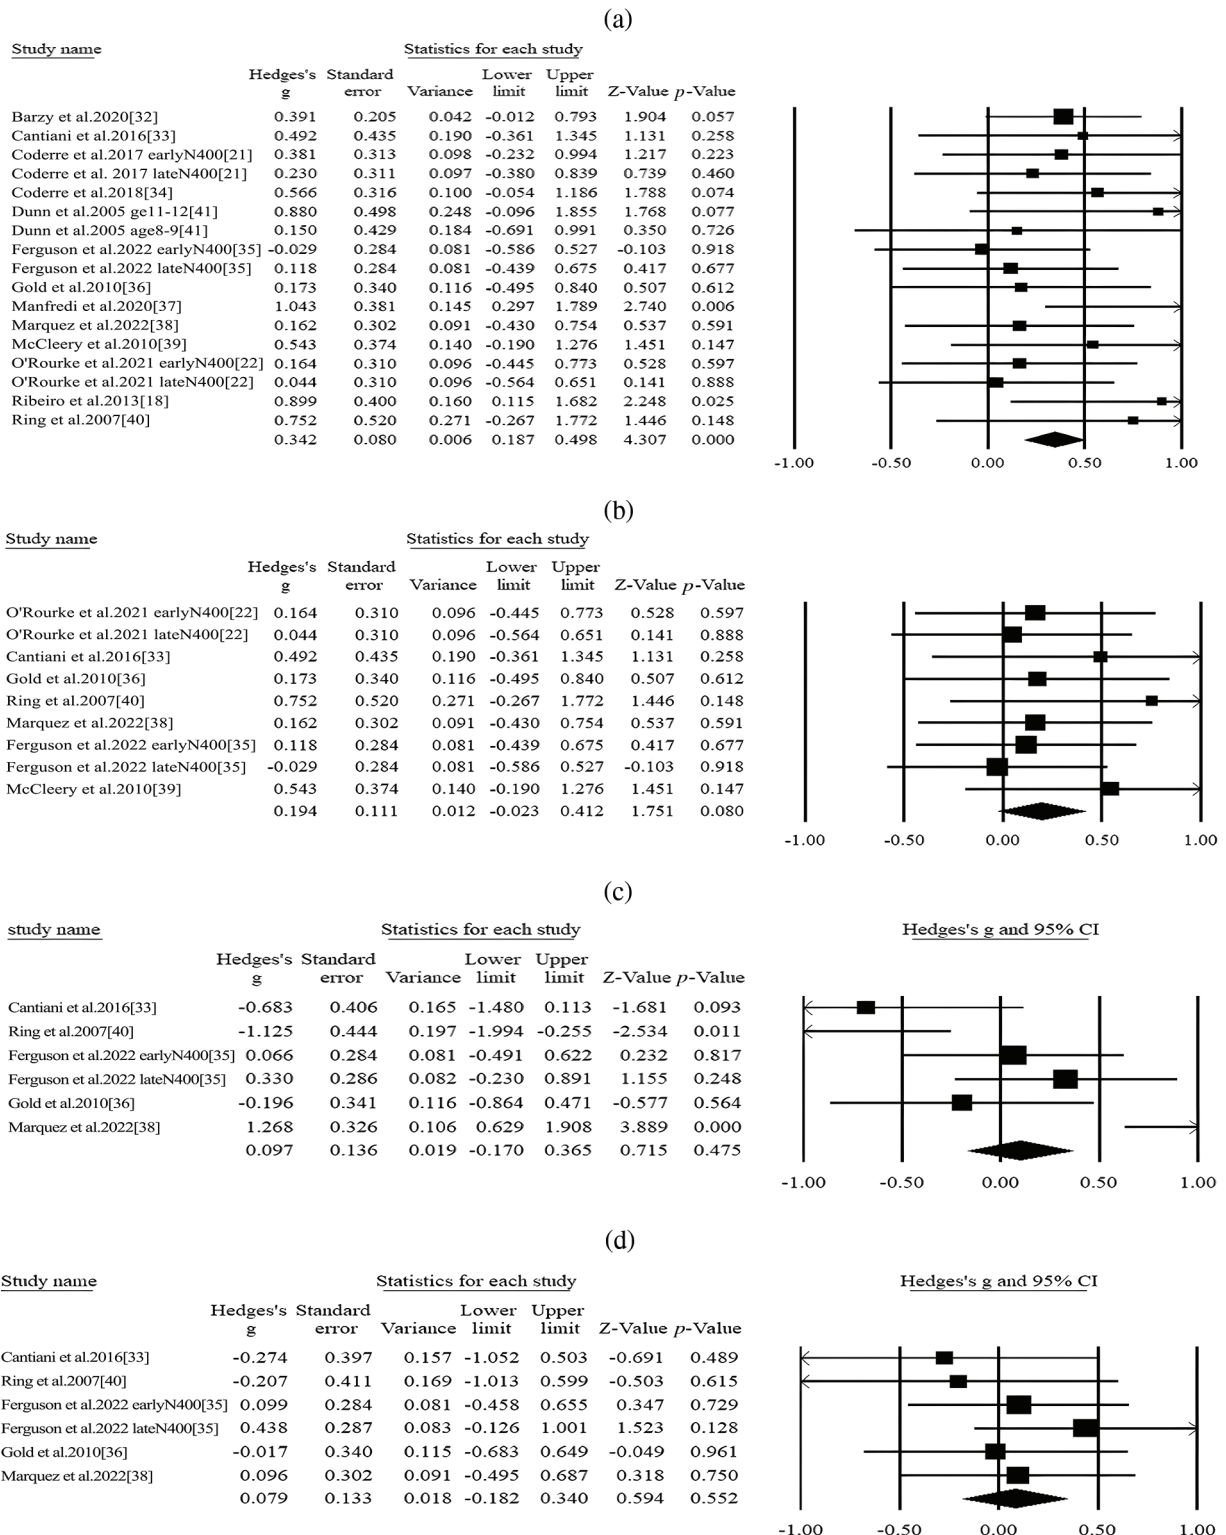 (a)
Study name Statistics for each study
Hedges's Standard Lower Upper
g error Variance limit limit Z-Value p-Value
Barzy et al.2020[32] 0.391 0.205 0.042 -0.012 0.793 1.904 0.057
Cantiani et al.2016[33] 0.492 0.435 0.190 -0.361 1.345 1.131 0.258
Coderre et al.2017 earlyN400[21] 0.381 0.313 0.098 -0.232 0.994 1.217 0.223
Coderre et al. 2017 lateN400[21] 0.230 0.311 0.097 -0.380 0.839 0.739 0.460
Coderre et al.2018[34] 0.566 0.316 0.100 -0.054 1.186 1.788 0.074
Dunn et al.2005 ge11-12[41] 0.880 0.498 0.248 -0.096 1.855 1.768 0.077
Dunn et al.2005 age8-9[41] 0.150 0.429 0.184 -0.691 0.991 0.350 0.726
Ferguson et al.2022 earlyN400[35] -0.029 0.284 0.081 -0.586 0.527 -0.103 0.918
Ferguson et al.2022 lateN400[35] 0.118 0.284 0.081 -0.439 0.675 0.417 0.677
Gold et al.2010[36] 0.173 0.340 0.116 -0.495 0.840 0.507 0.612
Manfredi et al.2020[37] 1.043 0.381 0.145 0.297 1.789 2.740 0.006
Marquez et al.2022[38] 0.162 0.302 0.091 -0.430 0.754 0.537 0.591
McCleery et al.2010[39] 0.543 0.374 0.140 -0.190 1.276 1.451 0.147
O'Rourke et al.2021 earlyN400[22] 0.164 0.310 0.096 -0.445 0.773 0.528 0.597
O'Rourke et al.2021 lateN400[22] 0.044 0.310 0.096 -0.564 0.651 0.141 0.888
Ribeiro et al.2013[18] 0.899 0.400 0.160 0.115 1.682 2.248 0.025
Ring et al.2007[40] 0.752 0.520 0.271 -0.267 1.772 1.446 0.148
0.342 0.080 0.006 0.187 0.498 4.307 0.000
-1.00 -0.50 0.00 0.50 1.00
(b)
Study name Statistics for each study
Hedges's Standard Lower Upper
g error Variance limit limit Z-Value p-Value
O'Rourke et al.2021 earlyN400[22] 0.164 0.310 0.096 -0.445 0.773 0.528 0.597
O'Rourke et al.2021 lateN400[22] 0.044 0.310 0.096 -0.564 0.651 0.141 0.888
Cantiani et al.2016[33] 0.492 0.435 0.190 -0.361 1.345 1.131 0.258
Gold et al.2010[36] 0.173 0.340 0.116 -0.495 0.840 0.507 0.612
Ring et al.2007[40] 0.752 0.520 0.271 -0.267 1.772 1.446 0.148
Marquez et al.2022[38] 0.162 0.302 0.091 -0.430 0.754 0.537 0.591
Ferguson et al.2022 earlyN400[35] 0.118 0.284 0.081 -0.439 0.675 0.417 0.677
Ferguson et al.2022 lateN400[35] -0.029 0.284 0.081 -0.586 0.527 -0.103 0.918
McCleery et al.2010[39] 0.543 0.374 0.140 -0.190 1.276 1.451 0.147
0.194 0.111 0.012 -0.023 0.412 1.751 0.080
-1.00 -0.50 0.00 0.50 1.00
(c)
study name Statistics for each study Hedges's g and 95% CI
Hedges's Standard Lower Upper
g error Variance limit limit Z-Value p-Value
Cantiani et al.2016[33] -0.683 0.406 0.165 -1.480 0.113 -1.681 0.093
Ring et al.2007[40] -1.125 0.444 0.197 -1.994 -0.255 -2.534 0.011
Ferguson et al.2022 earlyN400[35] 0.066 0.284 0.081 -0.491 0.622 0.232 0.817
Ferguson et al.2022 lateN400[35] 0.330 0.286 0.082 -0.230 0.891 1.155 0.248
Gold et al.2010[36] -0.196 0.341 0.116 -0.864 0.471 -0.577 0.564
Marquez et al.2022[38] 1.268 0.326 0.106 0.629 1.908 3.889 0.000
0.097 0.136 0.019 -0.170 0.365 0.715 0.475
-1.00 -0.50 0.00 0.50 1.00
(d)
Study name Statistics for each study Hedges's g and 95% CI
Hedges's Standard Lower Upper
g error Variance limit limit Z-Value p-Value
Cantiani et al.2016[33] -0.274 0.397 0.157 -1.052 0.503 -0.691 0.489
Ring et al.2007[40] -0.207 0.411 0.169 -1.013 0.599 -0.503 0.615
Ferguson et al.2022 earlyN400[35] 0.099 0.284 0.081 -0.458 0.655 0.347 0.729
Ferguson et al.2022 lateN400[35] 0.438 0.287 0.083 -0.126 1.001 1.523 0.128
Gold et al.2010[36] -0.017 0.340 0.115 -0.683 0.649 -0.049 0.961
Marquez et al.2022[38] 0.096 0.302 0.091 -0.495 0.687 0.318 0.750
0.079 0.133 0.018 -0.182 0.340 0.594 0.552
-1.00 -0.50 0.00 0.50 1.00